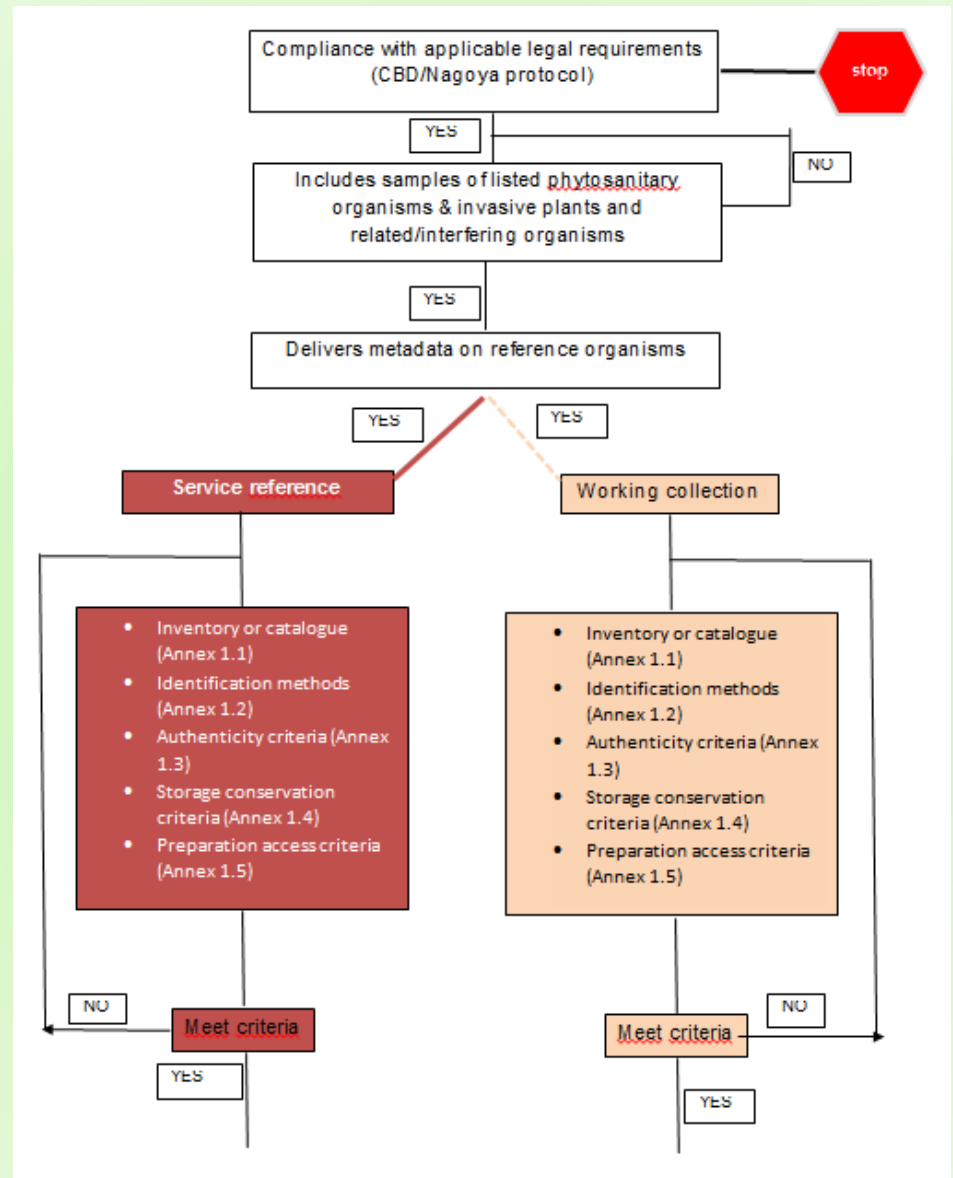 Compliance with applicable legal requirements
(CBD/Nagoya protocol)
stop
YES
NO
Includes samples of listed phytosanitary
organisms & invasive plants and
related/interfering organisms
YES
Delivers metadata on reference organisms
YES
YES
Service reference
Working collection
• Inventory or catalogue
(Annex 1.1)
• Identification methods
(Annex 1.2)
• Authenticity criteria (Annex
1.3)
• Storage conservation
criteria (Annex 1.4)
• Preparation access criteria
(Annex 1.5)
• Inventory or catalogue
(Annex 1.1)
• Identification methods
(Annex 1.2)
• Authenticity criteria (Annex
1.3)
• Storage conservation
criteria (Annex 1.4)
• Preparation access criteria
(Annex 1.5)
NO
Meet criteria
YES
NO
Meet criteria
YES